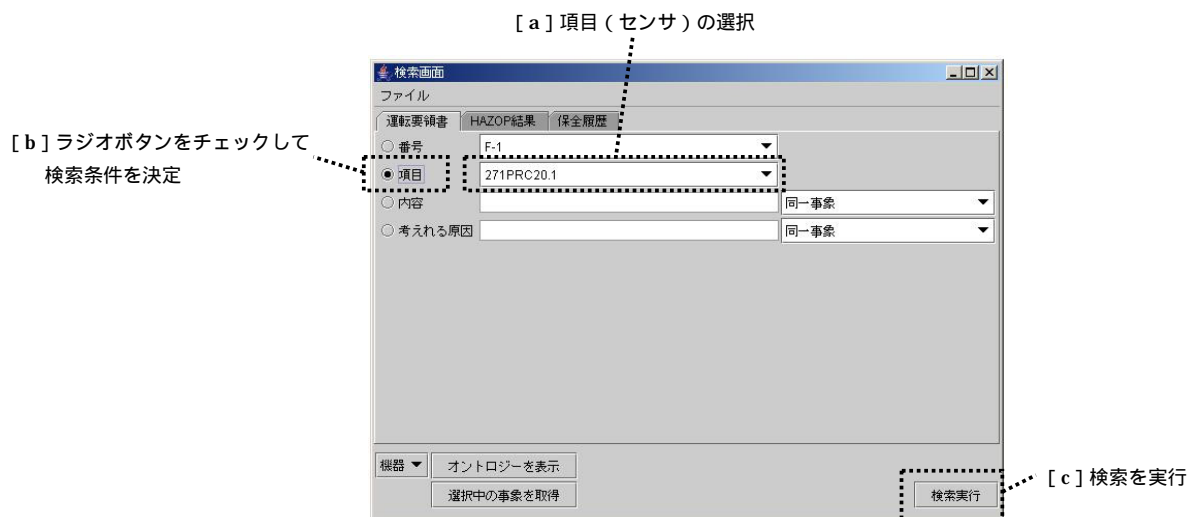 [ a ] 項目 ( センサ ) の選択
検索画面
ファイル
運転要領書 HAZOP結果 保全履歴
[ b ] ラジオボタンをチェックして
検索条件を決定
番号 F-1
項目 271PRC20.1
内容 同一事象
考えれる原因 同一事象
機器 オントロジーを表示
選択中の事象を取得 検索実行
[ c ] 検索を実行